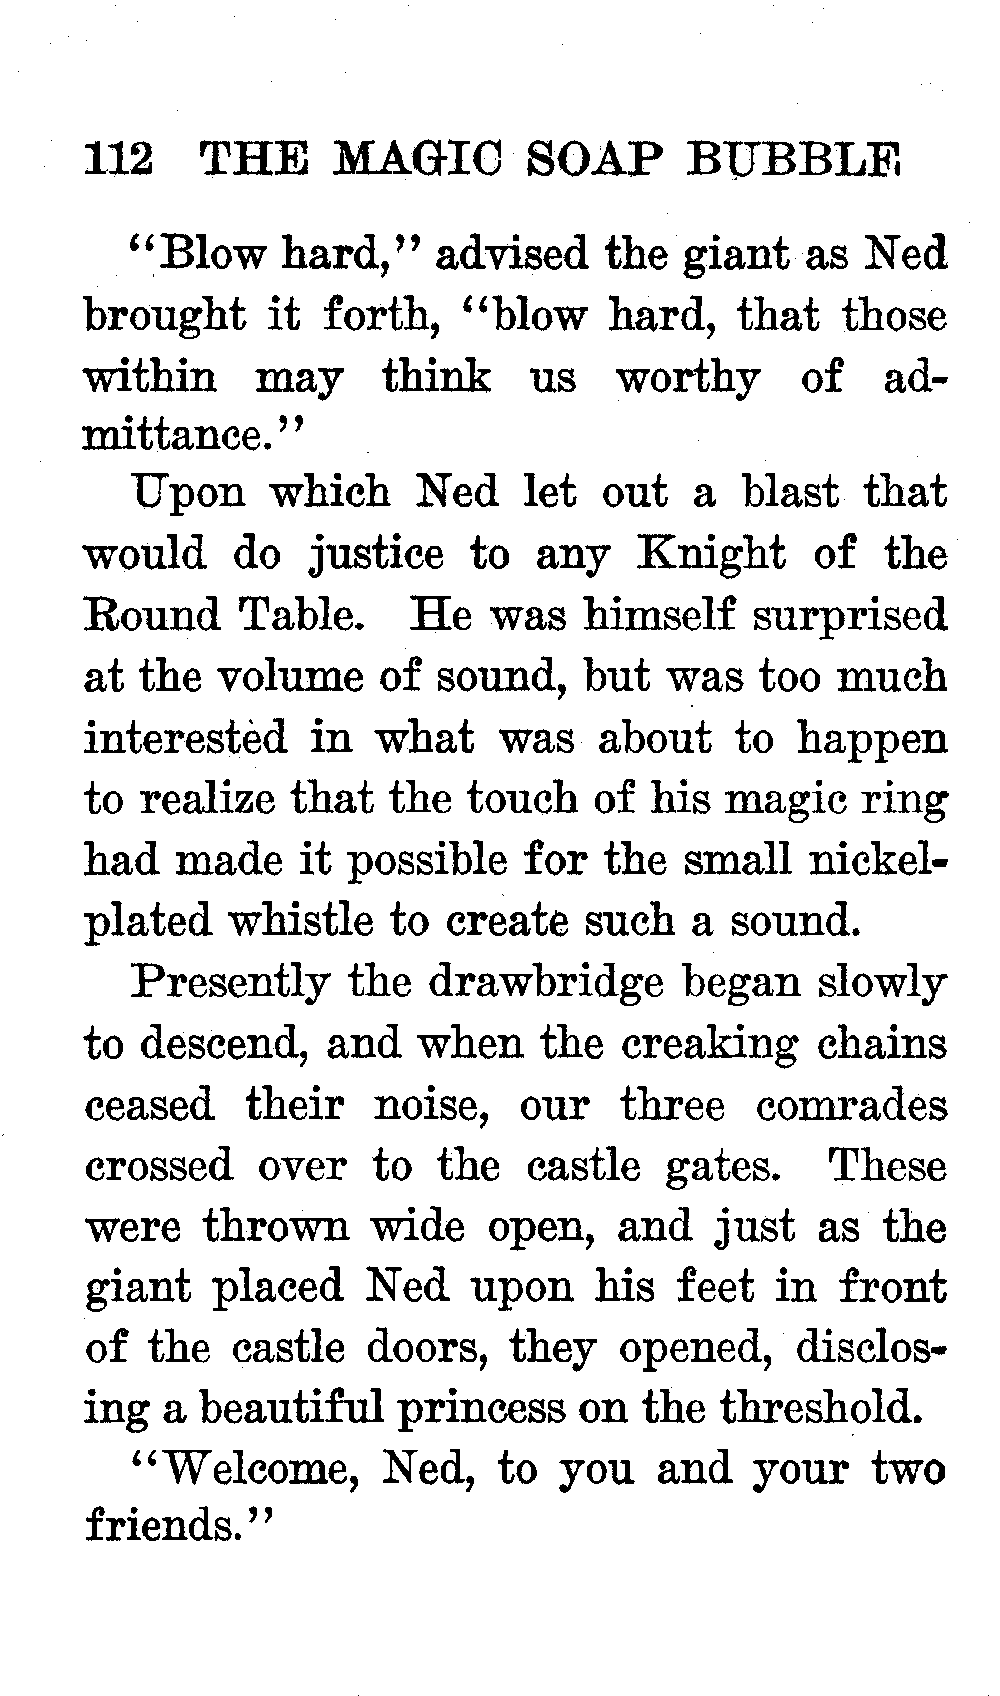 112 THE MAGIC SOAP BUBBLE
“Blow hard,” advised the giant as Ned
brought it forth, “blow hard, that those
within may think us worthy of ad-
mittance.”
Upon which Ned let out a blast that
would do justice to any Knight of the
Round Table. He was himself surprised
at the volume of sound, but was too much
interested in what was about to happen
to realize that the touch of his magic ring
had made it possible for the small nickel-
plated whistle to create such a sound.
Presently the drawbridge began slowly
to descend, and when the creaking chains
ceased their noise, our three comrades
crossed over to the castle gates. These
were thrown wide open, and just as the
giant placed Ned upon his feet in front
of the castle doors, they opened, disclos-
ing a beautiful princess on the threshold.
“Welcome, Ned, to you and your two
friends.”